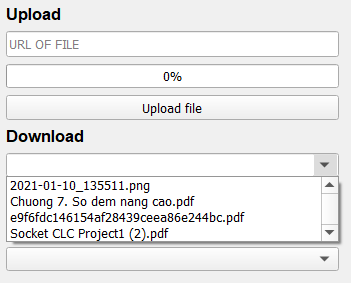 Upload
URL OF FILE
0%
Upload file
Download
2021-01-10_135511.png
Chuong 7. So dem nang cao.pdf
e9f6fdc146154af28439ceea86e244bc.pdf
Socket CLC Project1 (2).pdf